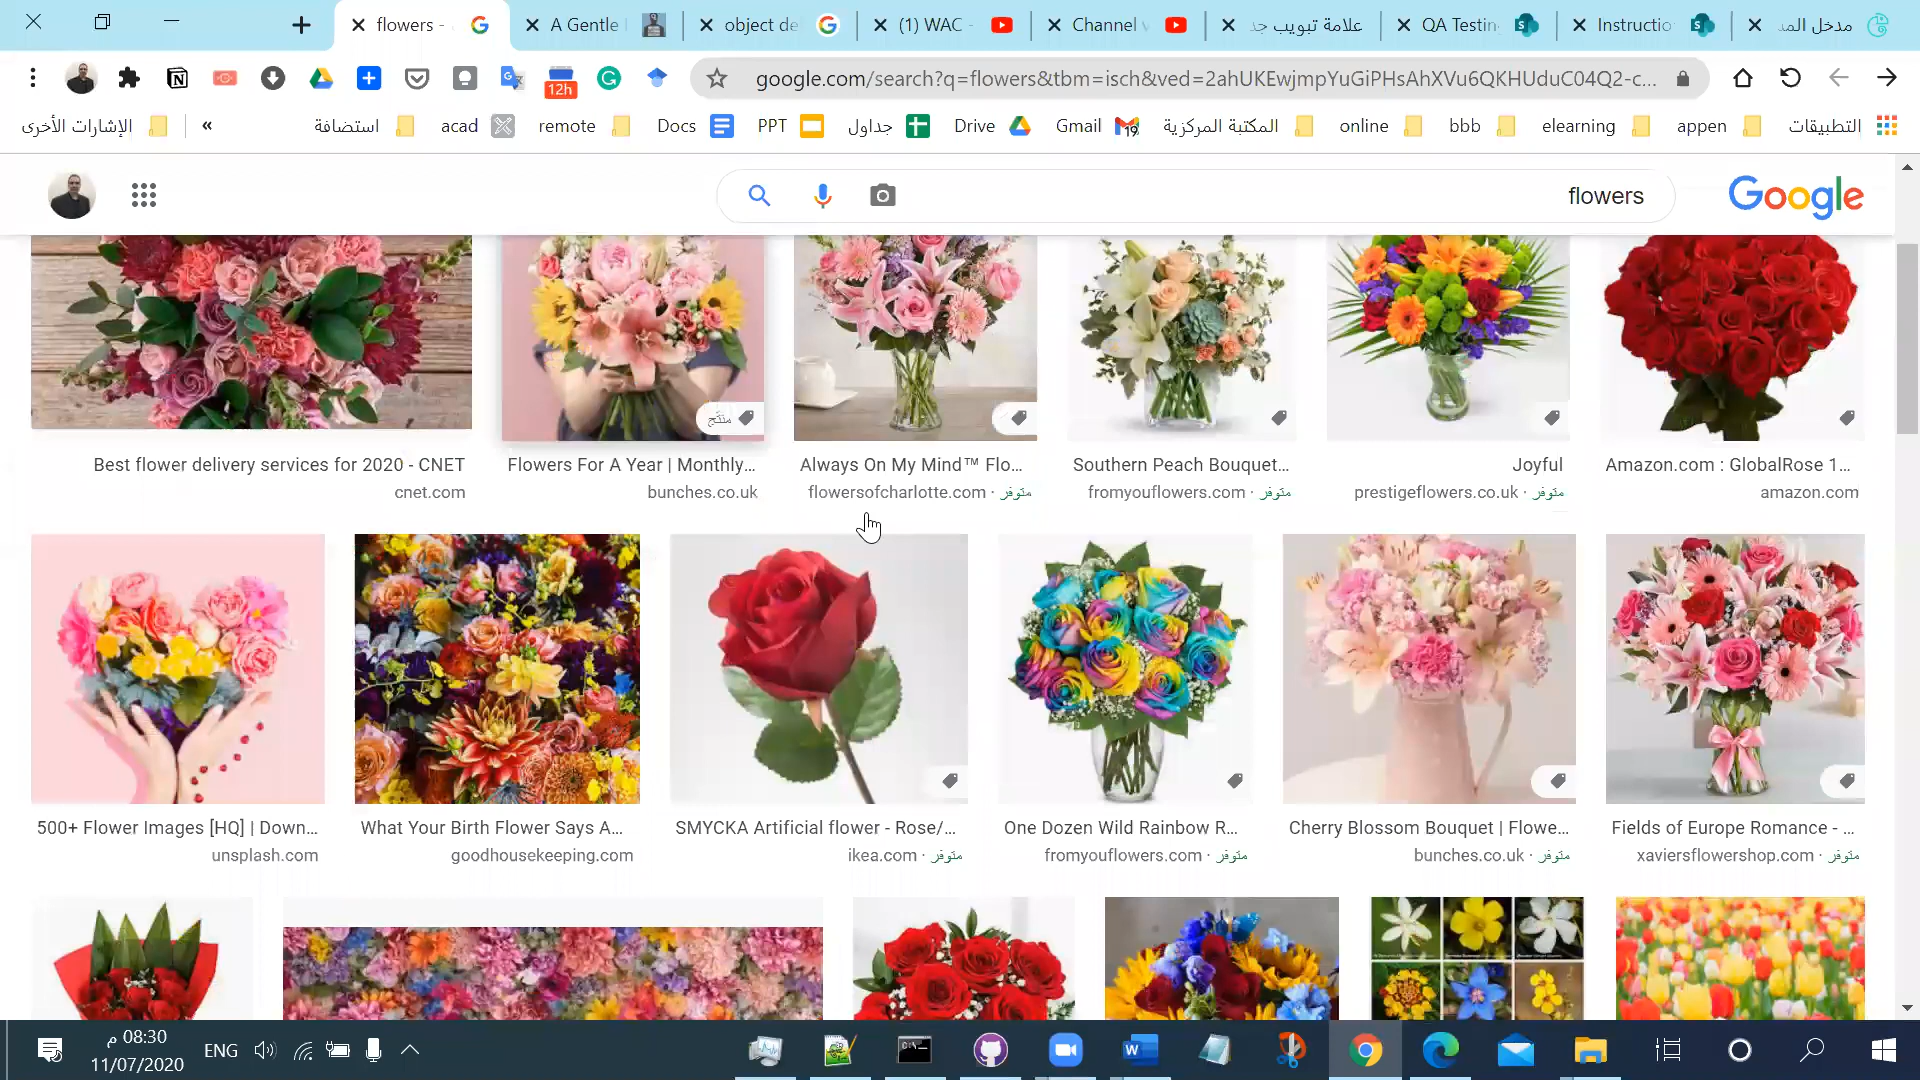 flowers -
A Gentle
object de
(1) WAC -
Channel
علامة تبويب جد
QA Testin
Instructio
مدخل المد
12h
google.com/search?q=flowers&tbm=isch&ved=2ahUKEwjmpYuGiPHsAhXVu6QKHUduC04Q2-c...
الإشارات الأخرى
«
استضافة
acad
remote
Docs
PPT
جداول
Drive
Gmail
19
المكتبة المركزية
online
bbb
elearning
appen
التطبيقات
flowers
Google
منتج
Best flower delivery services for 2020 - CNET
cnet.com
Flowers For A Year | Monthly...
bunches.co.uk
Always On My Mind™ Flo...
flowersofcharlotte.com · متوفر
Southern Peach Bouquet...
fromyouflowers.com · متوفر
Joyful
prestigeflowers.co.uk · متوفر
Amazon.com : GlobalRose 1...
amazon.com
500+ Flower Images [HQ] | Down...
unsplash.com
What Your Birth Flower Says A...
goodhousekeeping.com
SMYCKA Artificial flower - Rose/...
ikea.com · متوفر
One Dozen Wild Rainbow R...
fromyouflowers.com · متوفر
Cherry Blossom Bouquet | Flowe...
bunches.co.uk · متوفر
Fields of Europe Romance - ...
xaviersflowershop.com · متوفر
08:30 م
11/07/2020
ENG